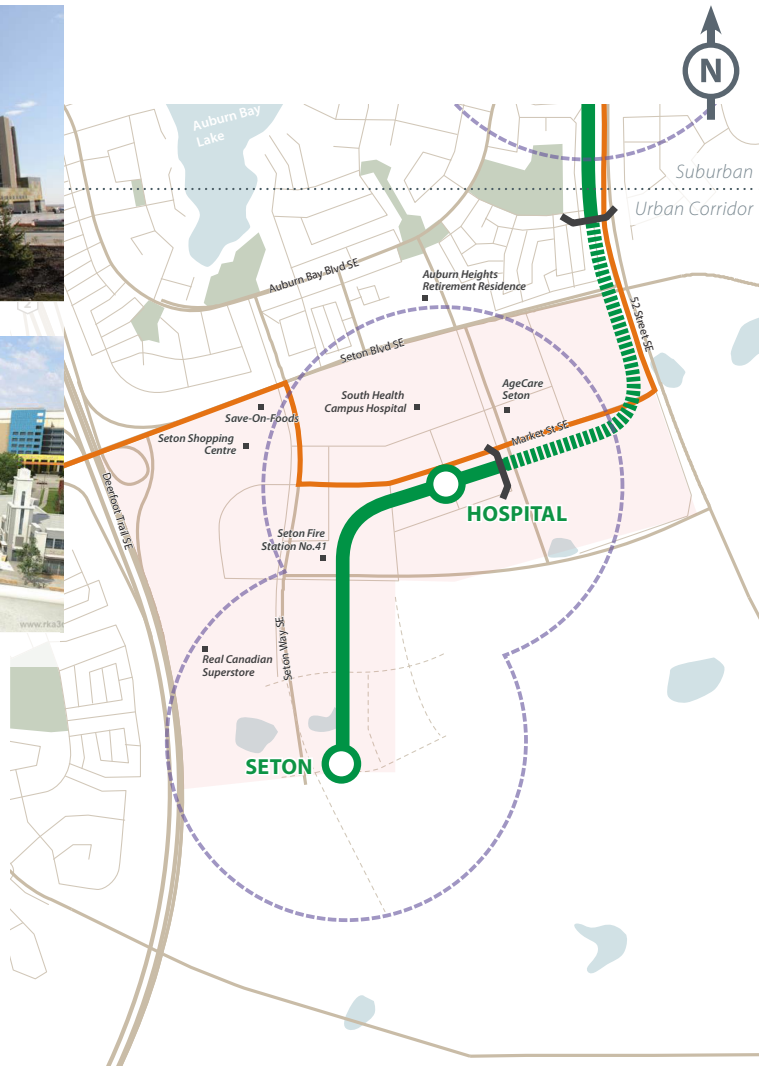 N
Auburn Bay
Lake
Suburban
Urban Corridor
Auburn Bay Blvd SE
Auburn Heights
Retirement Residence
52 Street SE
Seton Blvd SE
South Health
Campus Hospital
AgeCare
Seton
Save-On-Foods
Seton Shopping
Centre
Market St SE
Deerfoot Trail SE
HOSPITAL
Seton Fire
Station No.41
Seton Way SE
Real Canadian
Superstore
SETON